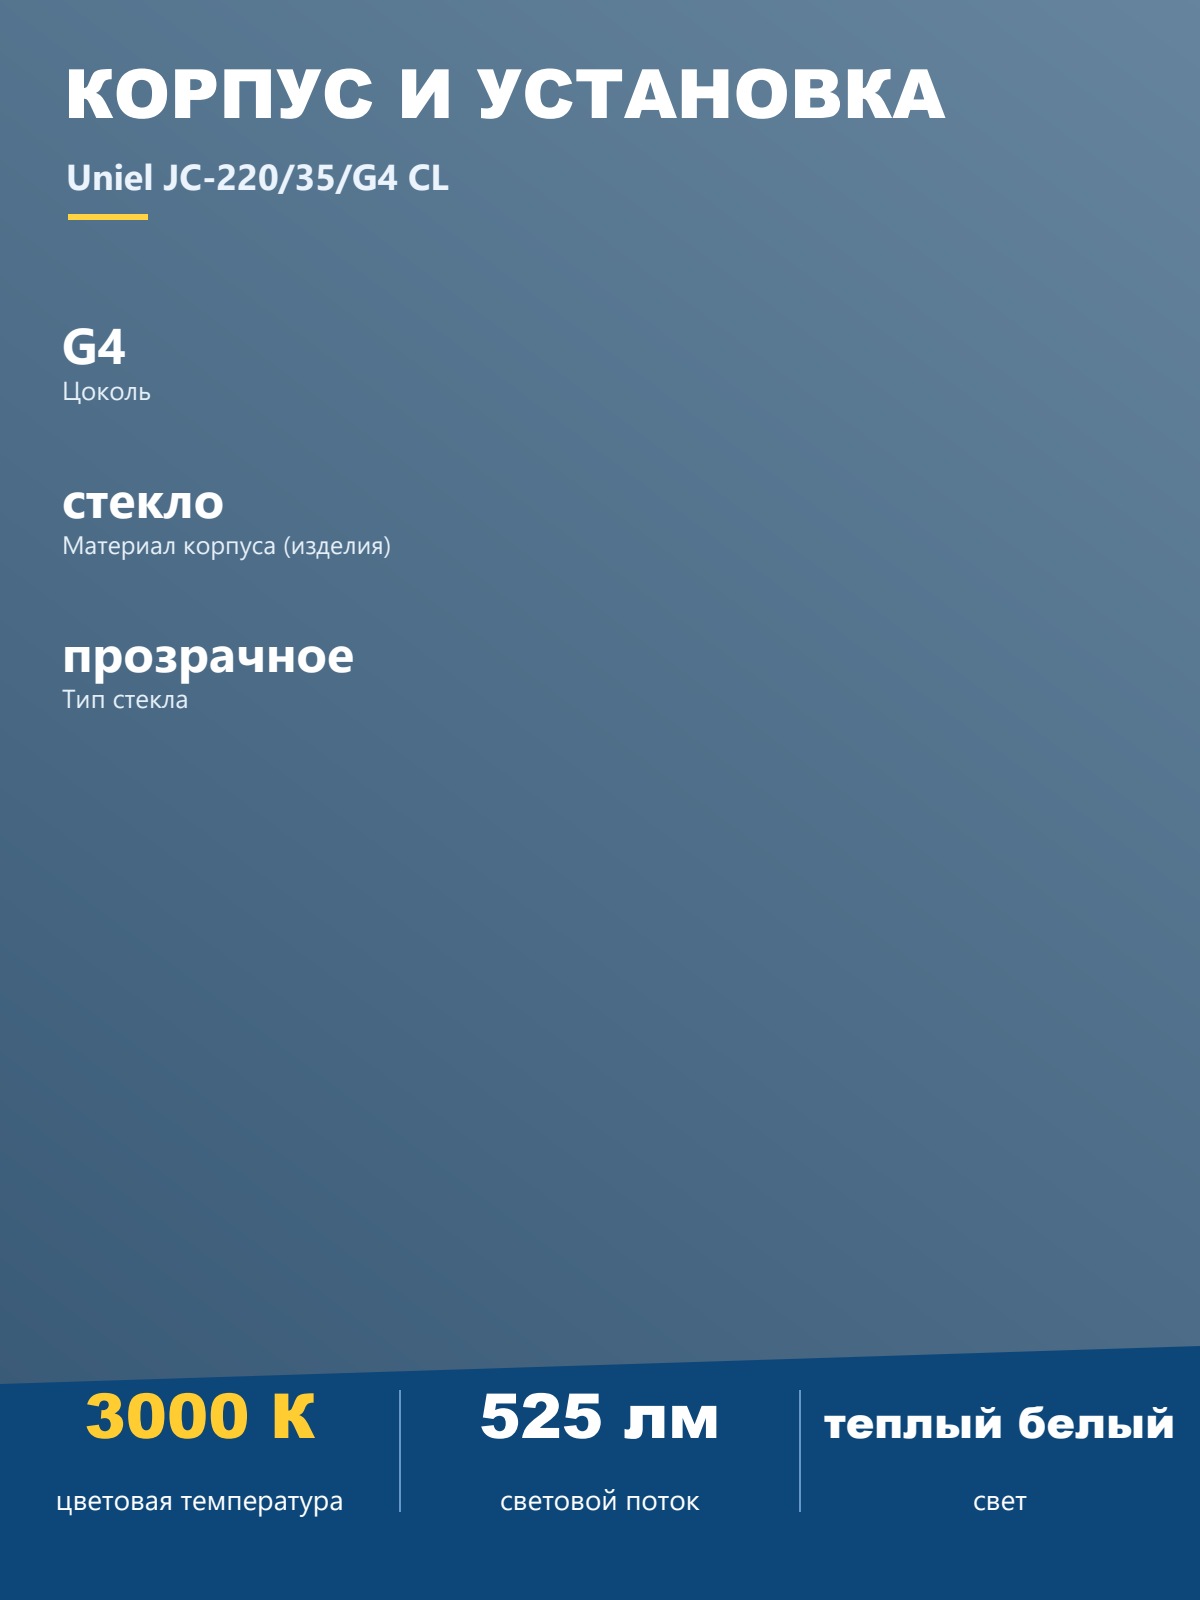 КОРПУС И УСТАНОВКА
Uniel JC-220/35/G4 CL
G4
Цоколь
стекло
Материал корпуса (изделия)
прозрачное
Тип стекла
3000 К
цветовая температура
525 лм
световой поток
теплый белый
свет